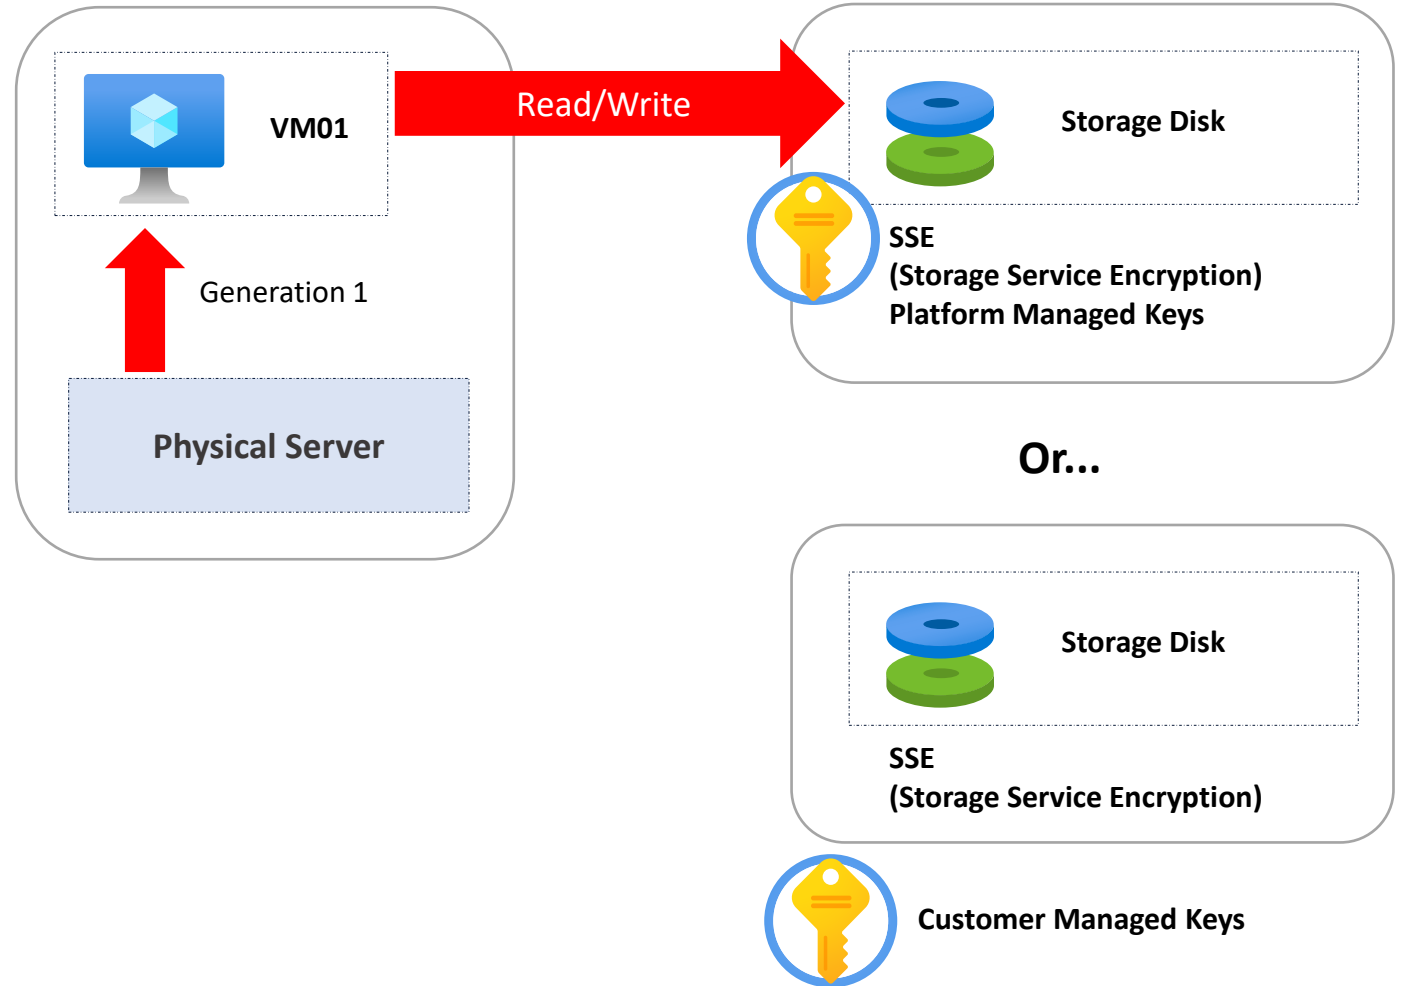 VM01
Read/Write
Generation 1
Physical Server
Storage Disk
SSE
(Storage Service Encryption)
Platform Managed Keys
Or...
Storage Disk
SSE
(Storage Service Encryption)
Customer Managed Keys